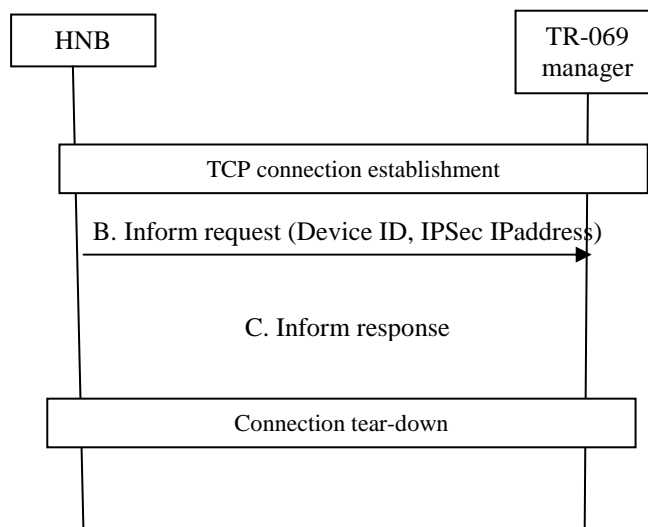 HNB
TR-069
manager
TCP connection establishment
B. Inform request (Device ID, IPSec IPaddress)
C. Inform response
Connection tear-down